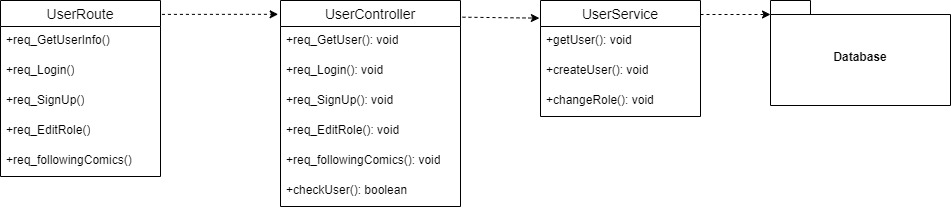 UserRoute
+req_GetUserInfo()
+req_Login()
+req_SignUp()
+req_EditRole()
+req_followingComics()
UserController
+req_GetUser(): void
+req_Login(): void
+req_SignUp(): void
+req_EditRole(): void
+req_followingComics(): void
+checkUser(): boolean
UserService
+getUser(): void
+createUser(): void
+changeRole(): void
Database